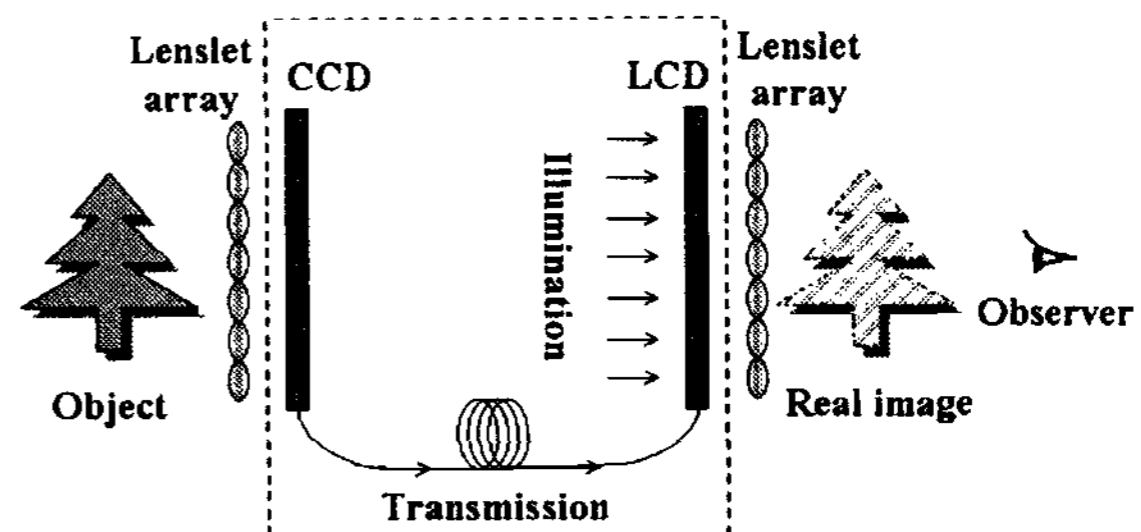 Lenslet
array
CCD
LCD
Lenslet
array
Illumination
Object
Real image
Observer
Transmission